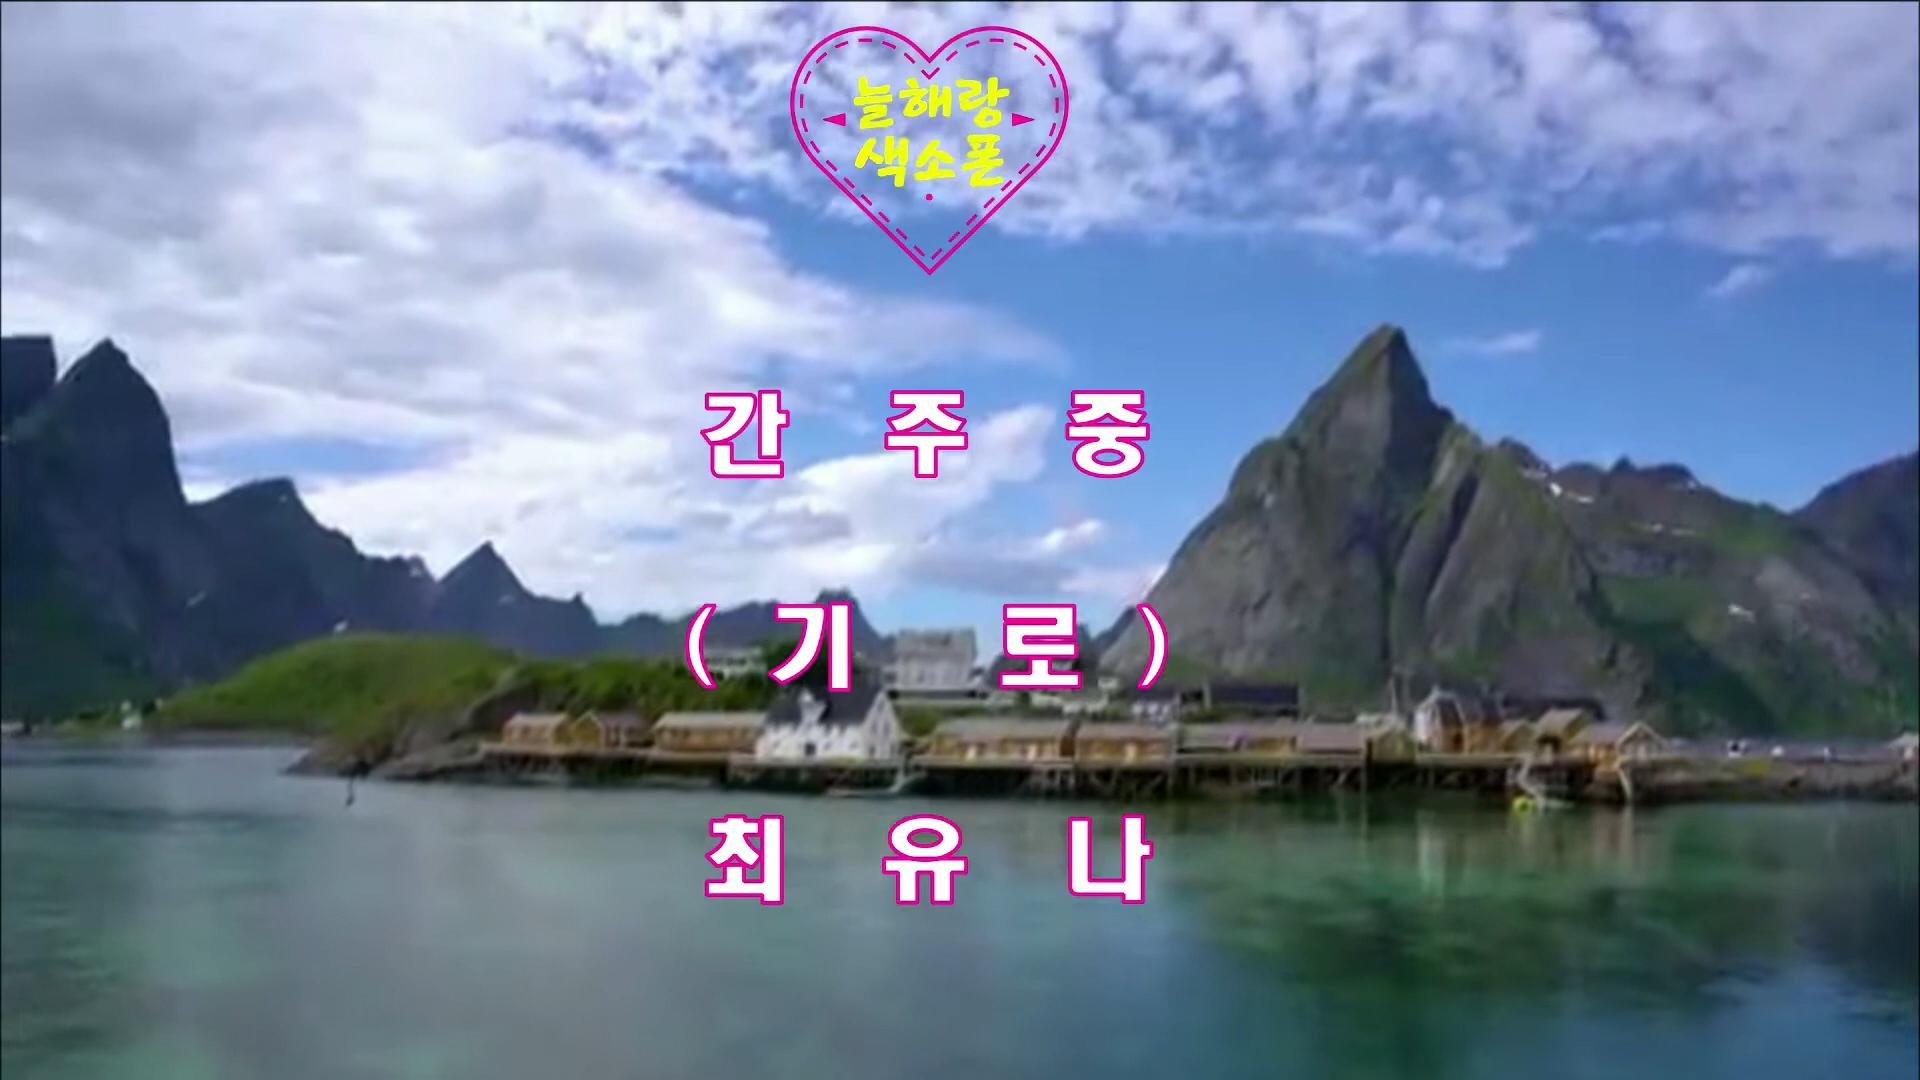 늘해랑
색소폰
간 주 중
( 기 로 )
최 유 나